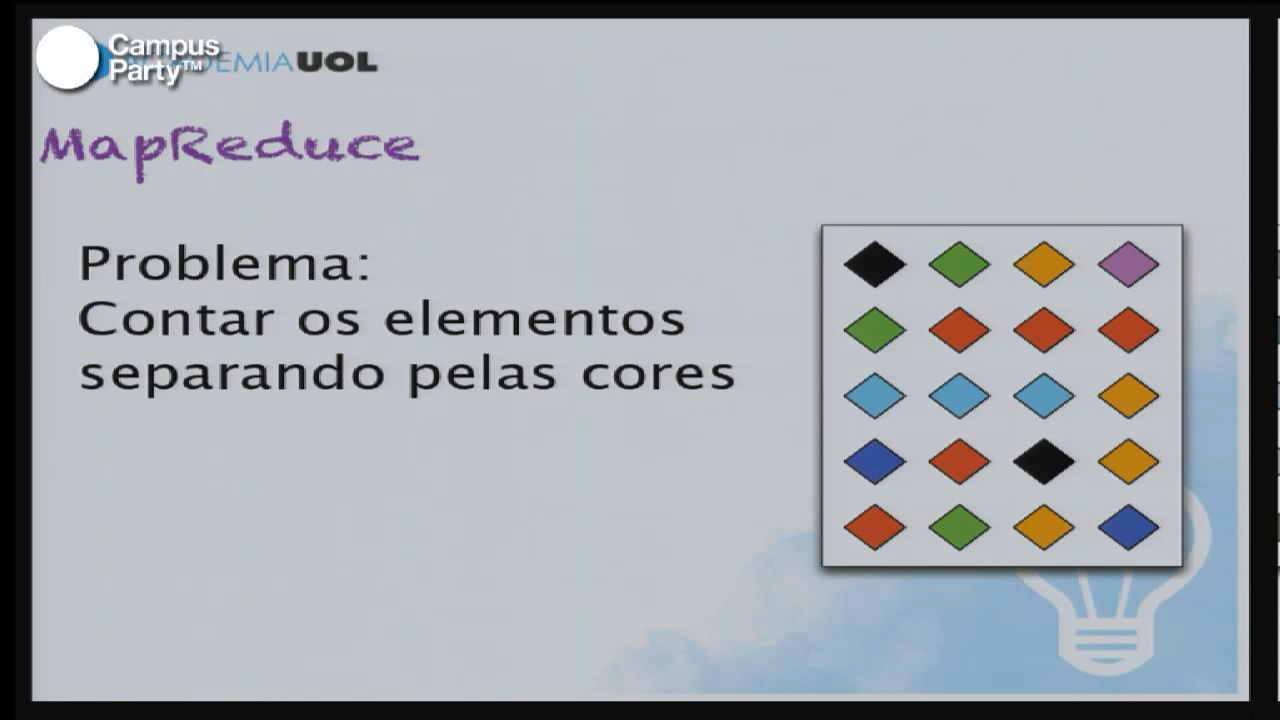 Campus
Party™
DEMIAUOL
MapReduce
Problema:
Contar os elementos
separando pelas cores